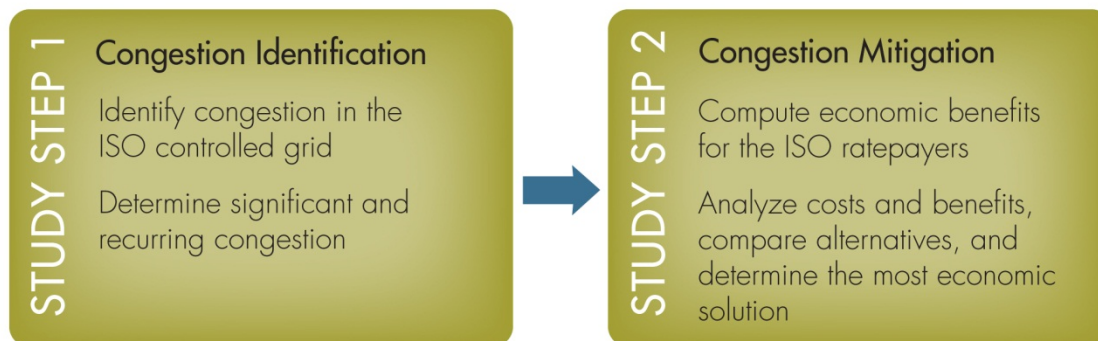 STUDY STEP 1
Congestion Identification
Identify congestion in the
ISO controlled grid
Determine significant and
recurring congestion
STUDY STEP 2
Congestion Mitigation
Compute economic benefits
for the ISO ratepayers
Analyze costs and benefits,
compare alternatives, and
determine the most economic
solution